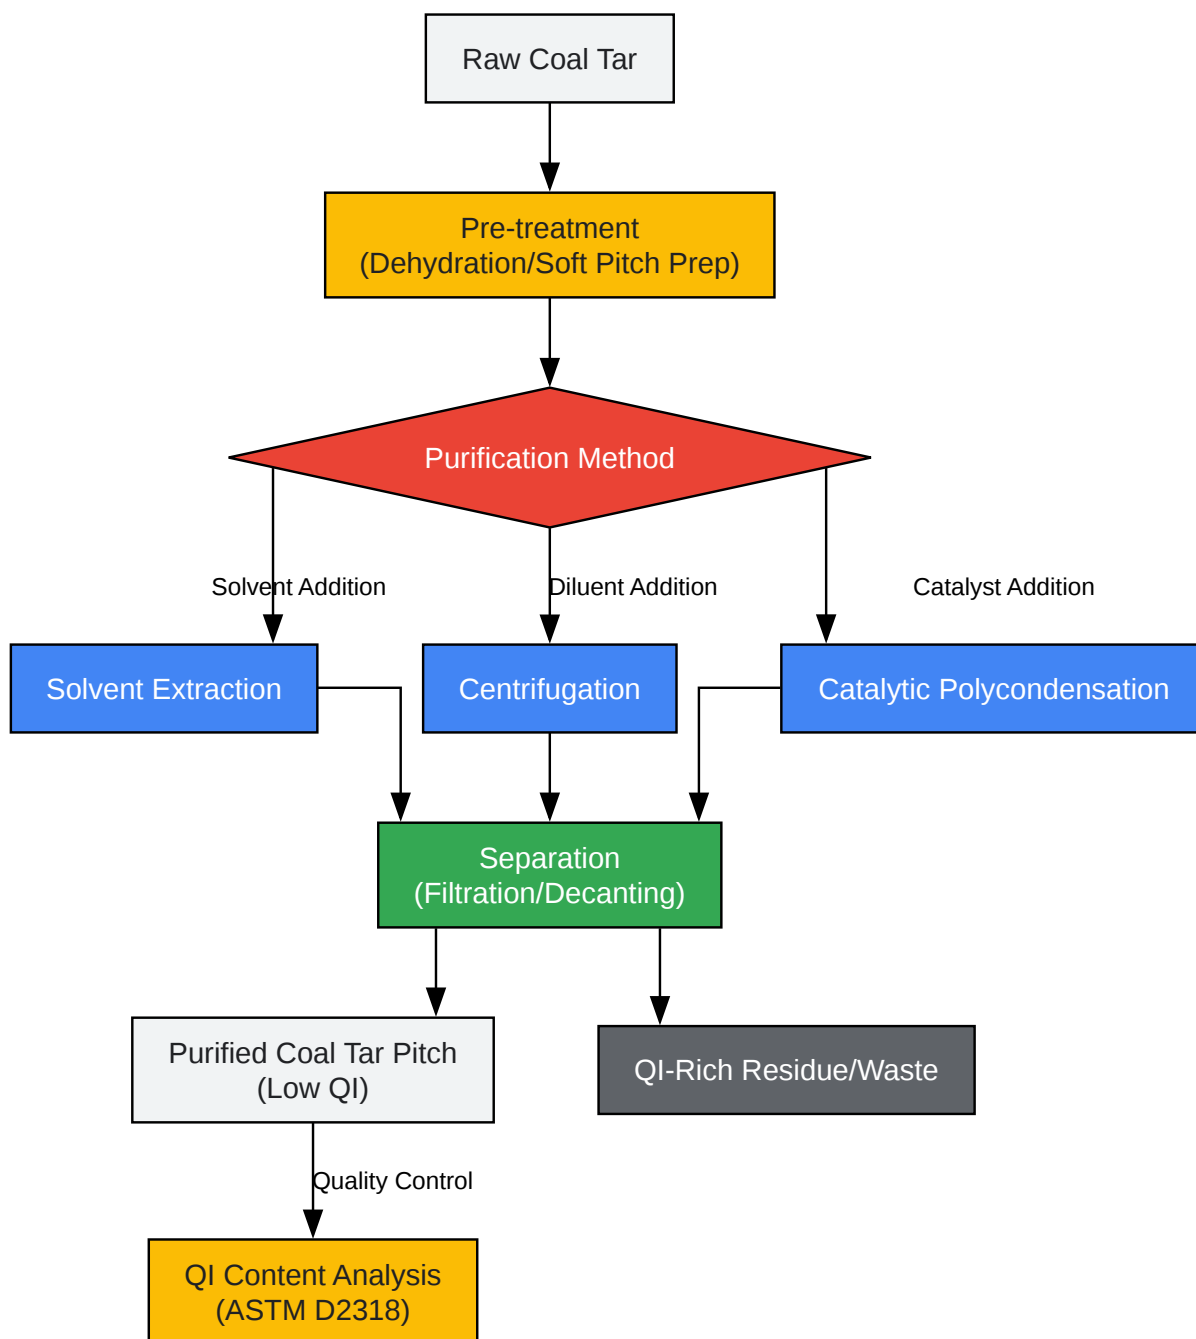 Raw Coal Tar
Pre-treatment
(Dehydration/Soft Pitch Prep)
Purification Method
Solvent Addition
Diluent Addition
Catalyst Addition
Solvent Extraction
Centrifugation
Catalytic Polycondensation
Separation
(Filtration/Decanting)
Purified Coal Tar Pitch
(Low QI)
QI-Rich Residue/Waste
Quality Control
QI Content Analysis
(ASTM D2318)